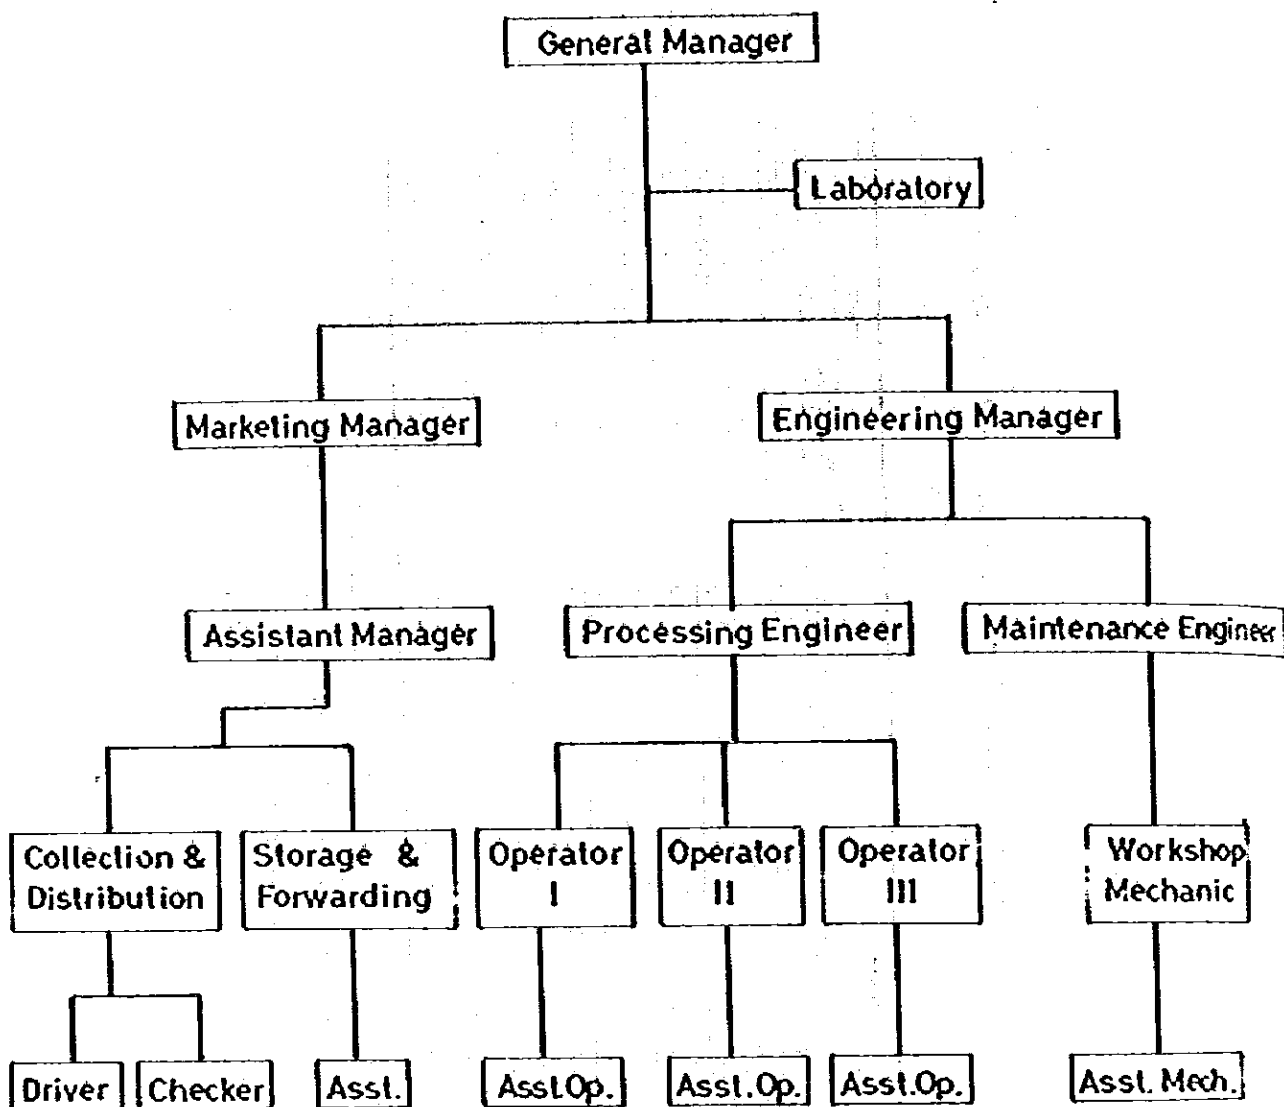 General Manager
Laboratory
Marketing Manager
Engineering Manager
Assistant Manager
Processing Engineer
Maintenance Engineer
Collection &
Distribution
Storage &
Forwarding
Operator
I
Operator
II
Operator
III
Workshop
Mechanic
Driver
Checker
Asst.
Asst.Op.
Asst.Op.
Asst.Op.
Asst. Mech.